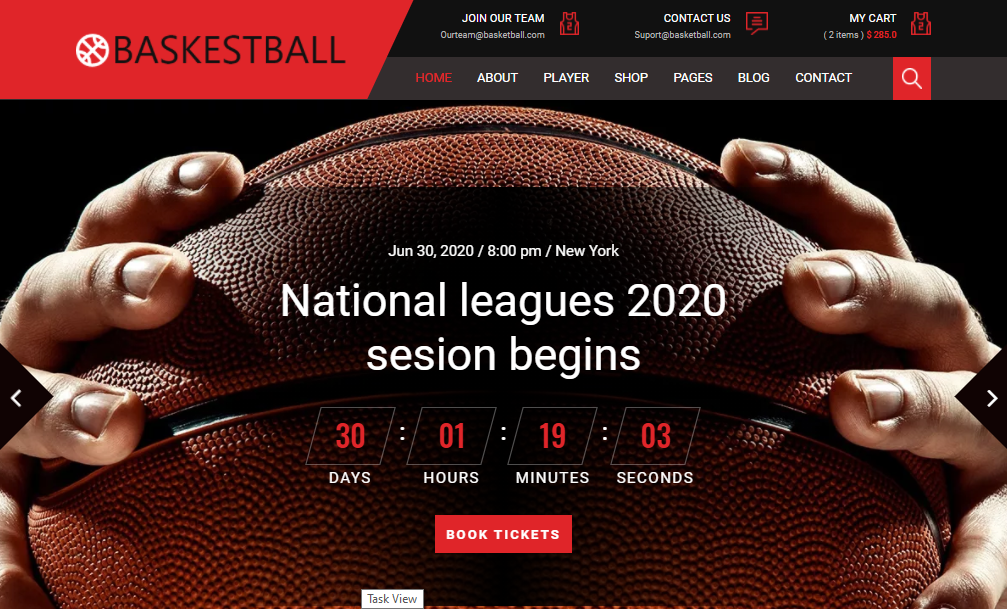 BASKESTBALL
JOIN OUR TEAM
Ourteam@basketball.com
CONTACT US
Suport@basketball.com
MY CART
( 2 items ) $ 285.0
HOME ABOUT PLAYER SHOP PAGES BLOG CONTACT
Jun 30, 2020 / 8:00 pm / New York
National leagues 2020
sesion begins
30 : 01 : 19 : 03
DAYS HOURS MINUTES SECONDS
BOOK TICKETS
Task View